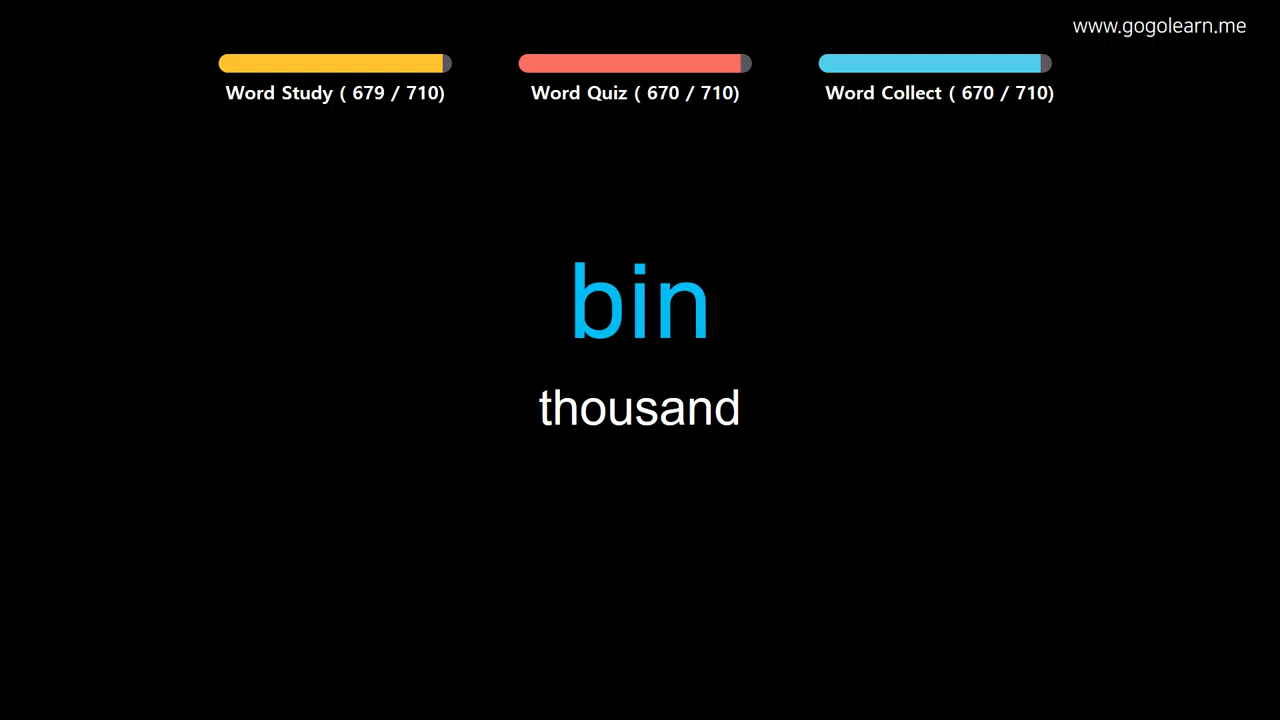 www.gogolearn.me
Word Study ( 679 / 710)
Word Quiz ( 670 / 710)
Word Collect ( 670 / 710)
bin
thousand